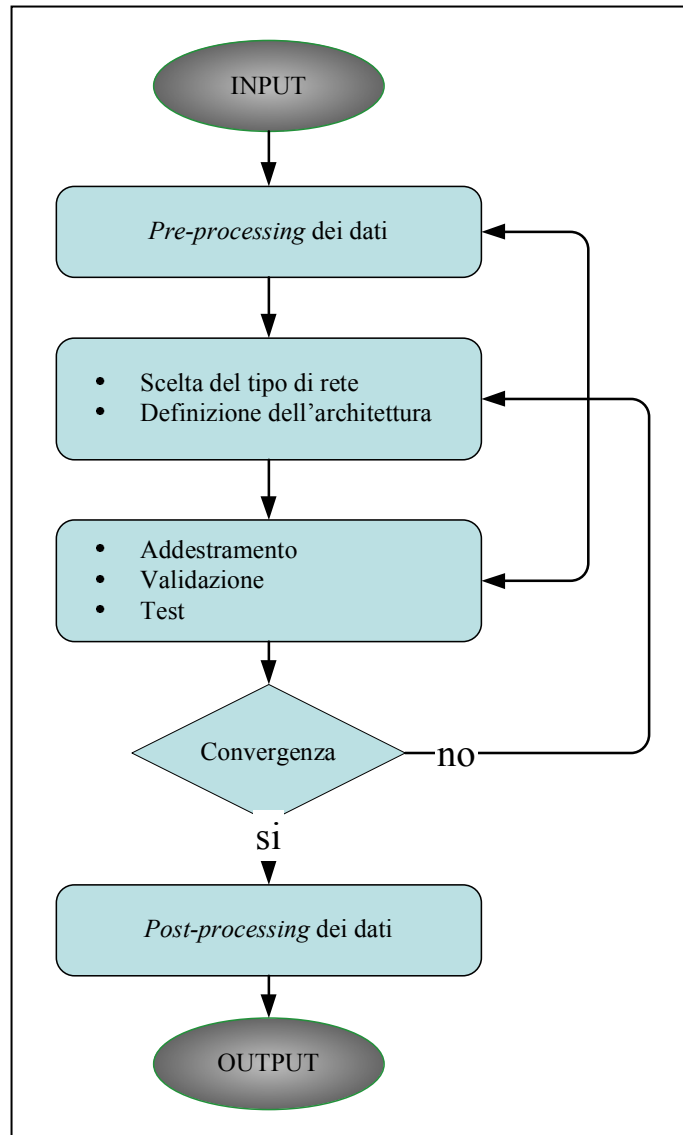 INPUT
Pre-processing dei dati
• Scelta del tipo di rete
• Definizione dell’architettura
• Addestramento
• Validazione
• Test
Convergenza
no
si
Post-processing dei dati
OUTPUT